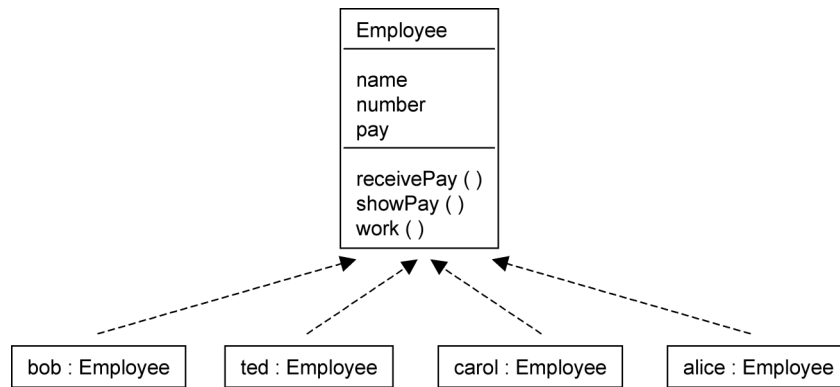 Employee
name
number
pay
receivePay ( )
showPay ( )
work ( )
bob : Employee
ted : Employee
carol : Employee
alice : Employee